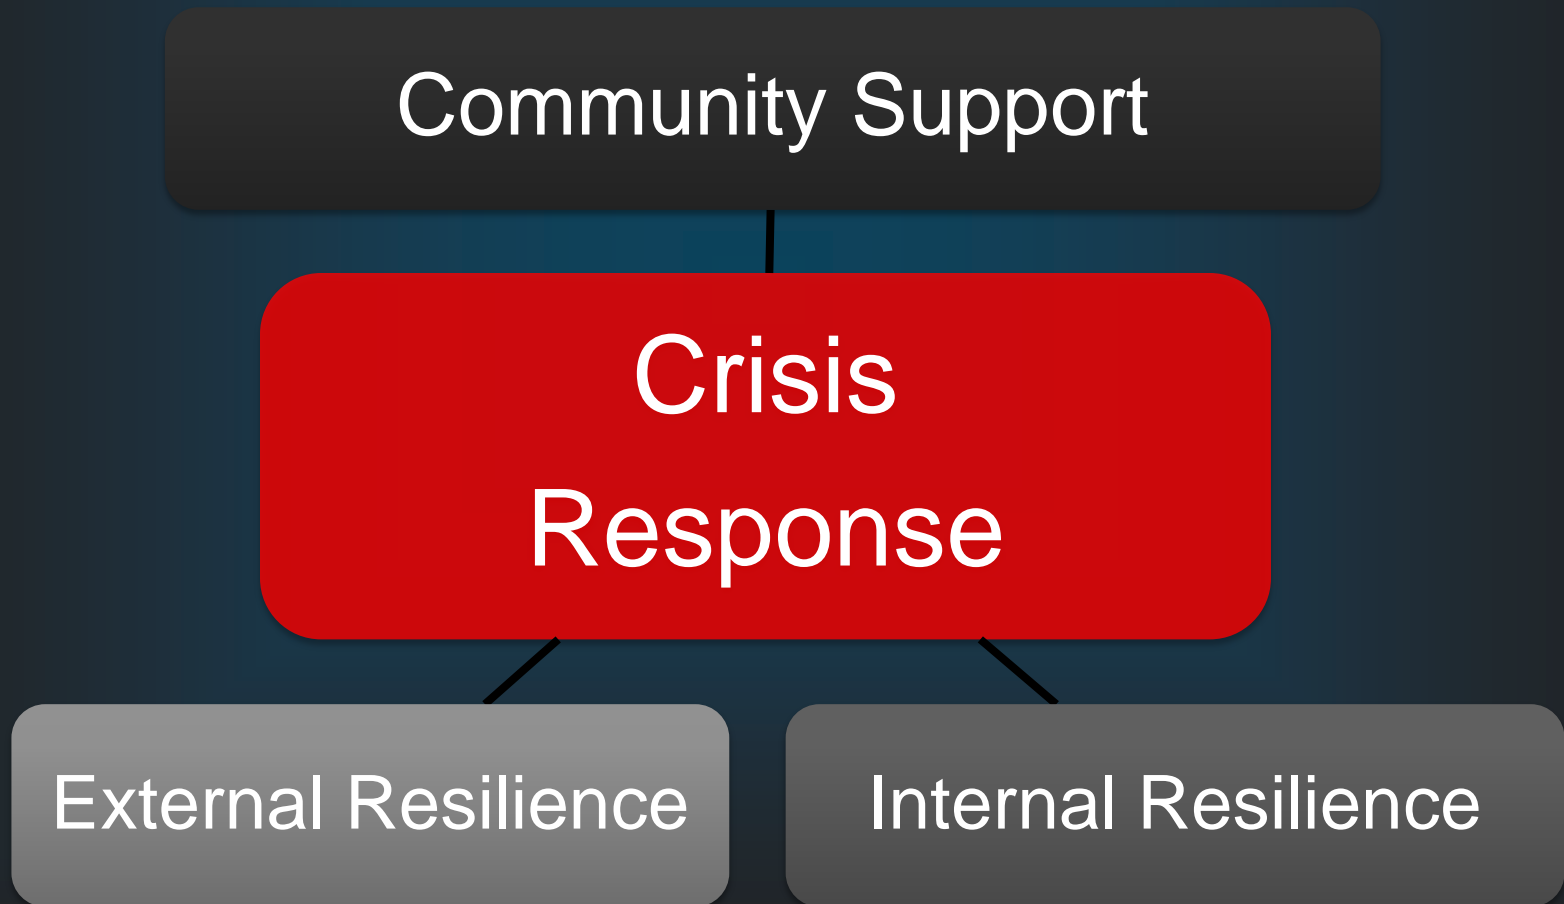 Community Support
Crisis
Response
External Resilience
Internal Resilience